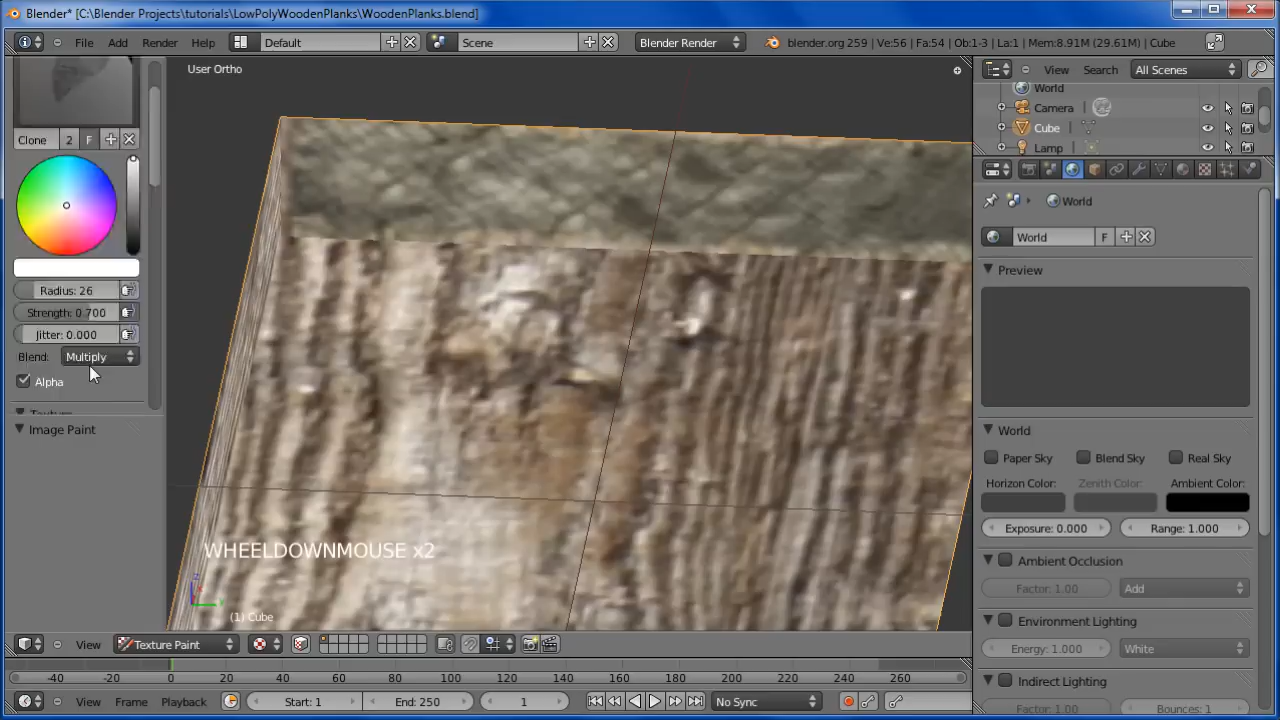 Blender* [C:\Blender Projects\tutorials\LowPolyWoodenPlanks\WoodenPlanks.blend]
File Add Render Help Default Scene Blender Render blender.org 259 | Ve:56 | Fa:54 | Ob:1-3 | La:1 | Mem:8.91M (29.61M) | Cube
User Ortho
View Search All Scenes
World
Camera
Cube
Lamp
Clone 2 F
World
World F
Preview
Radius: 26
Strength: 0.700
Jitter: 0.000
Blend: Multiply
Alpha
Texture
Image Paint
World
Paper Sky Blend Sky Real Sky
Horizon Color: Zenith Color: Ambient Color:
Exposure: 0.000 Range: 1.000
Ambient Occlusion
Factor: 1.00 Add
Environment Lighting
Energy: 1.000 White
Indirect Lighting
Factor: 1.00 Bounces: 1
WHEELDOWNMOUSE x2
z
x
y
(1) Cube
View Texture Paint
-40 -20 0 20 40 60 80 100 120 140 160 180 200 220 240 260
View Frame Playback Start: 1 End: 250 1 No Sync